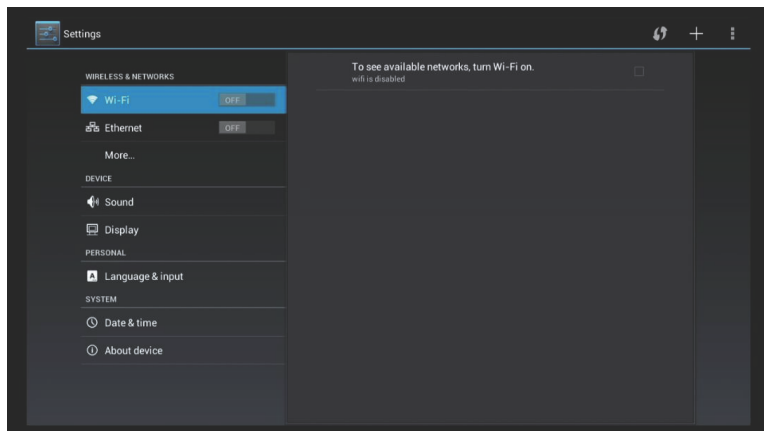 Settings
WIRELESS & NETWORKS
Wi-Fi OFF
Ethernet OFF
More...
DEVICE
Sound
Display
PERSONAL
A Language & input
SYSTEM
Date & time
About device
To see available networks, turn Wi-Fi on.
wifi is disabled